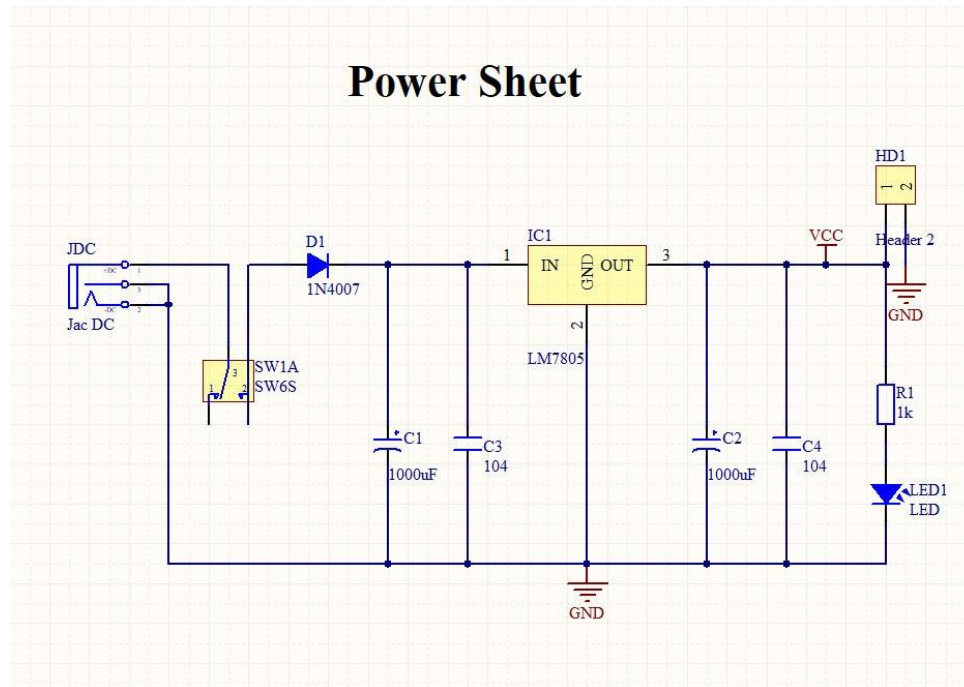 Power Sheet
HD1
1
2
Header 2
VCC
GND
JDC
+DC
1
3
-DC
2
Jac DC
D1
1N4007
IC1
1
IN
GND
OUT
3
2
LM7805
SW1A
SW6S
3
1
2
C1
1000uF
C3
104
C2
1000uF
C4
104
R1
1k
LED1
LED
GND